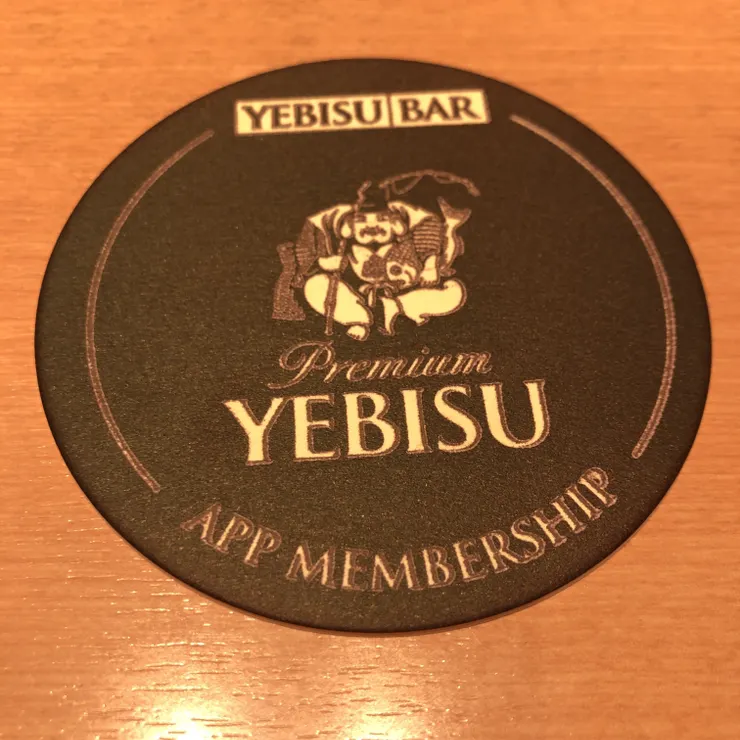 YEBISU BAR
Premium
YEBISU
APP MEMBERSHIP